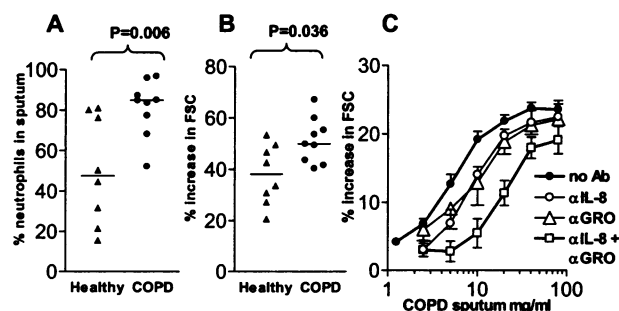 A
P=0.006
% neutrophils in sputum
100
80
60
40
20
0
Healthy COPD
B
P=0.036
% increase in FSC
80
60
40
20
0
Healthy COPD
C
% increase in FSC
30
20
10
0
1 10 100
COPD sputum mg/ml
no Ab
αIL-8
αGRO
αIL-8 +
αGRO